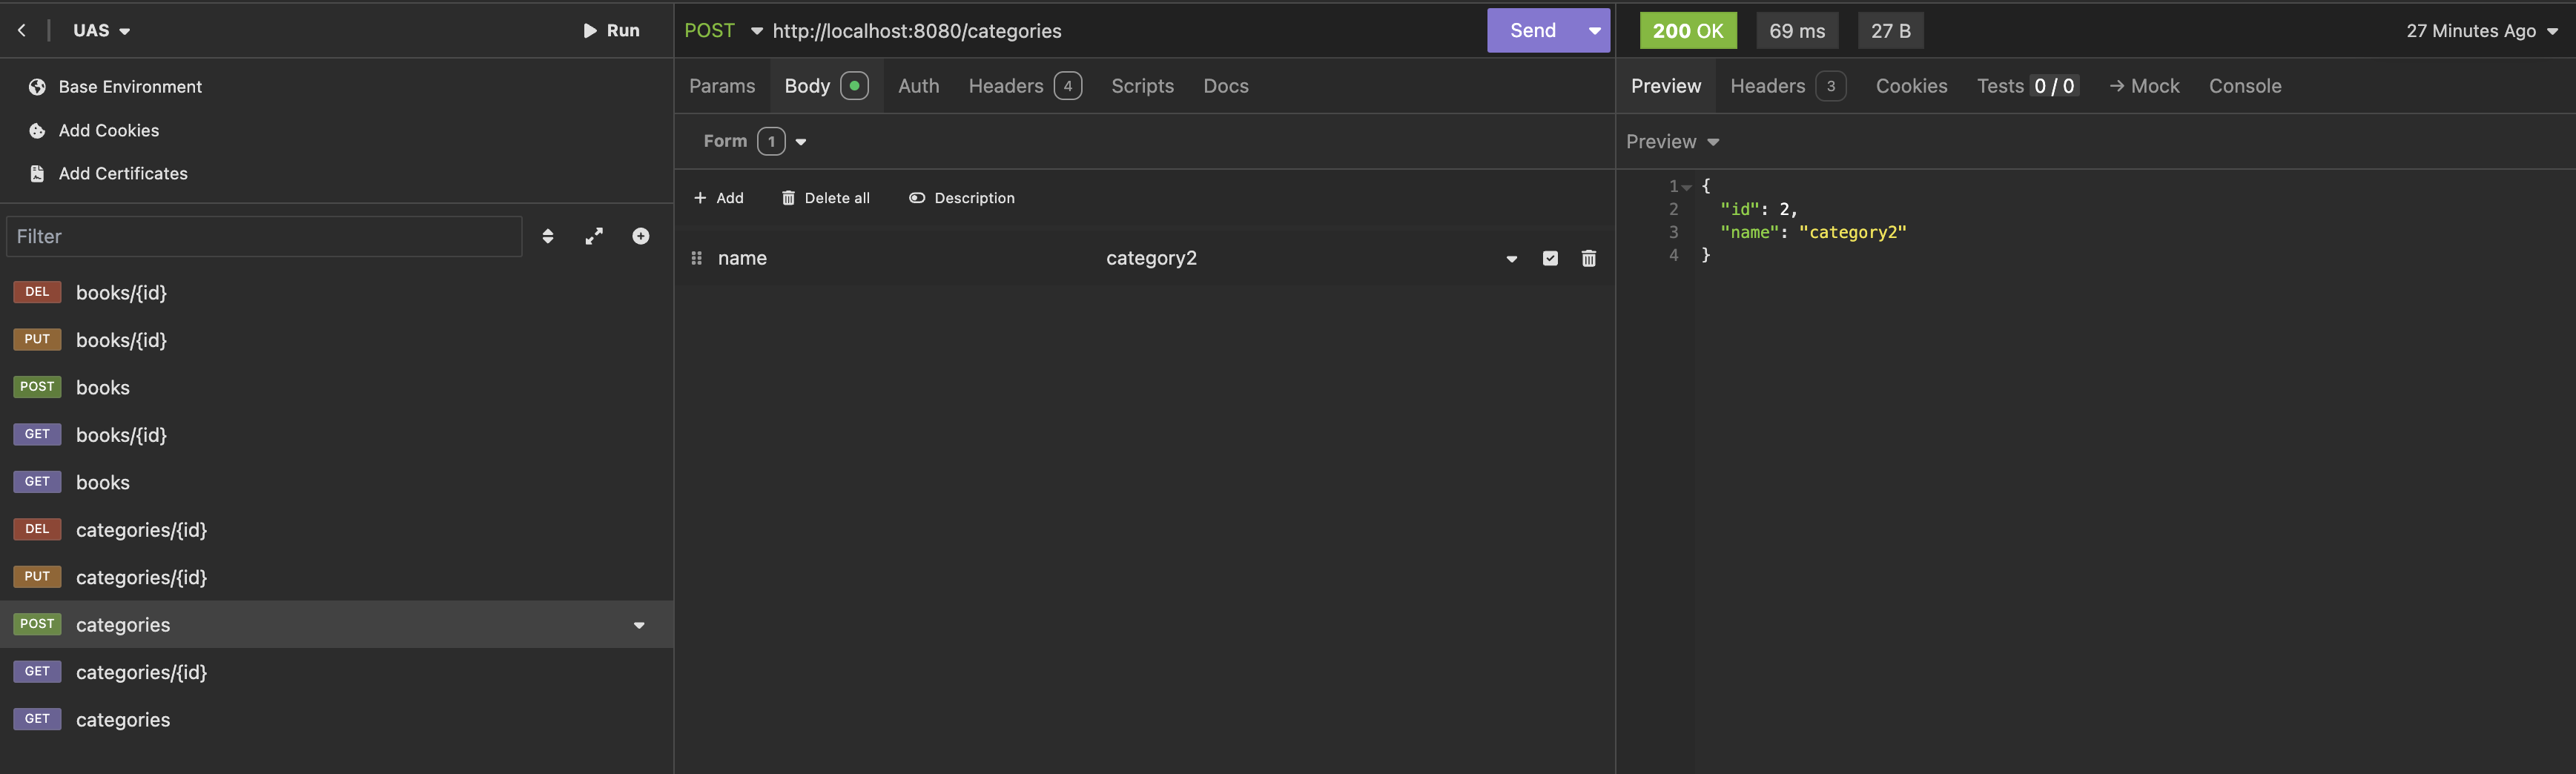 UAS
Run
Base Environment
Add Cookies
Add Certificates
Filter
DEL books/{id}
PUT books/{id}
POST books
GET books/{id}
GET books
DEL categories/{id}
PUT categories/{id}
POST categories
GET categories/{id}
GET categories
POST http://localhost:8080/categories Send
Params Body Auth Headers 4 Scripts Docs
Form 1
Add Delete all Description
name category2
200 OK 69 ms 27 B 27 Minutes Ago
Preview Headers 3 Cookies Tests 0 / 0 → Mock Console
Preview
1 {
2 "id": 2,
3 "name": "category2"
4 }